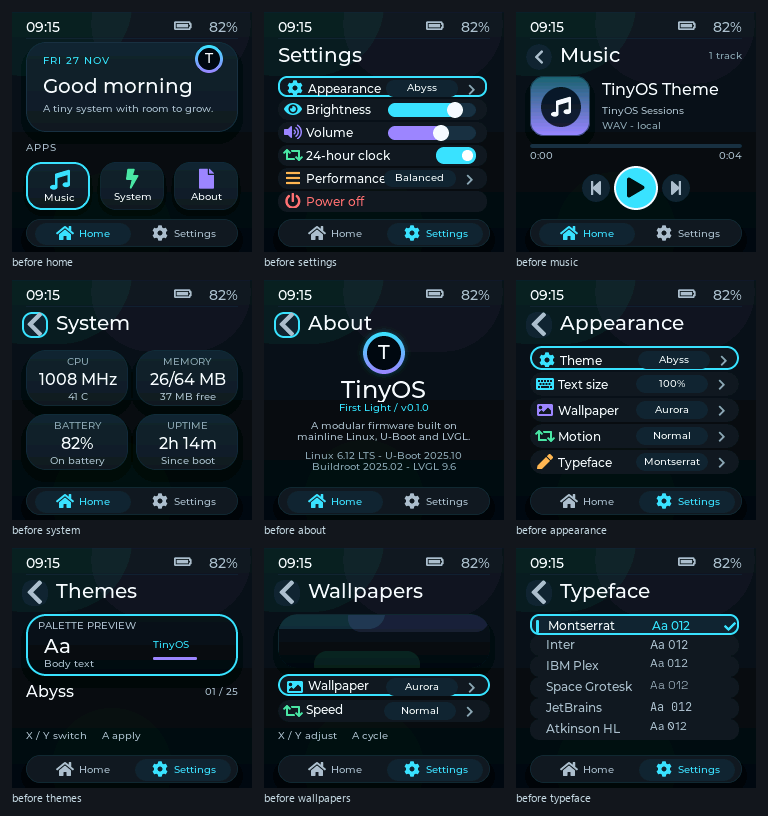 09:15 82%
FRI 27 NOV
T
Good morning
A tiny system with room to grow.
APPS
Music System About
Home Settings
before home
09:15 82%
Settings
Appearance Abyss
Brightness
Volume
24-hour clock
Performance Balanced
Power off
Home Settings
before settings
09:15 82%
Music 1 track
TinyOS Theme
TinyOS Sessions
WAV - local
0:00 0:04
Home Settings
before music
09:15 82%
System
CPU MEMORY
1008 MHz 26/64 MB
41 C 37 MB free
BATTERY UPTIME
82% 2h 14m
On battery Since boot
Home Settings
before system
09:15 82%
About
T
TinyOS
First Light / v0.1.0
A modular firmware built on
mainline Linux, U-Boot and LVGL.
Linux 6.12 LTS - U-Boot 2025.10
Buildroot 2025.02 - LVGL 9.6
Home Settings
before about
09:15 82%
Appearance
Theme Abyss
Text size 100%
Wallpaper Aurora
Motion Normal
Typeface Montserrat
Home Settings
before appearance
09:15 82%
Themes
PALETTE PREVIEW
Aa TinyOS
Body text
Abyss 01 / 25
X / Y switch A apply
Home Settings
before themes
09:15 82%
Wallpapers
Wallpaper Aurora
Speed Normal
X / Y adjust A cycle
Home Settings
before wallpapers
09:15 82%
Typeface
Montserrat Aa 012
Inter Aa 012
IBM Plex Aa 012
Space Grotesk Aa 012
JetBrains Aa 012
Atkinson HL Aa 012
Home Settings
before typeface